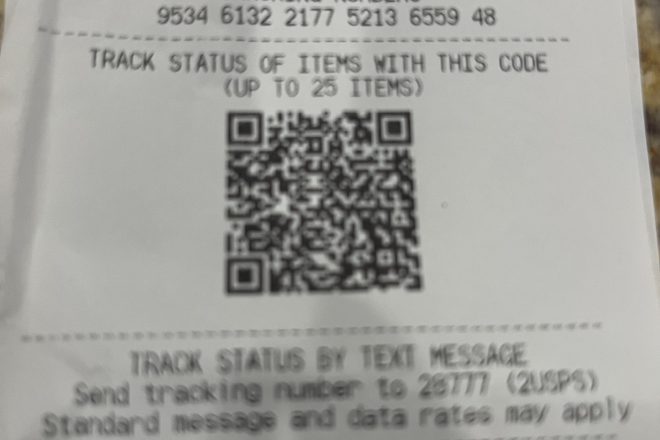 9534 6132 2177 5213 6559 48
TRACK STATUS OF ITEMS WITH THIS CODE
(UP TO 25 ITEMS)
TRACK STATUS BY TEXT MESSAGE
Send tracking number to 28777 (2USPS)
Standard message and data rates may apply